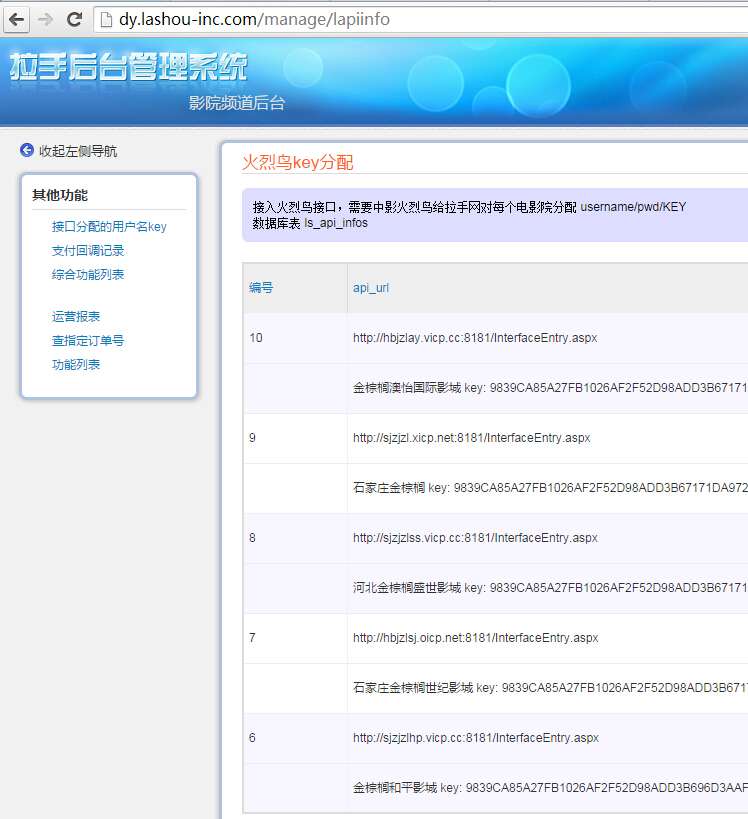 dy.lashou-inc.com/manage/lapiinfo
拉手后台管理系统
影院频道后台
收起左侧导航
其他功能
接口分配的用户名key
支付回调记录
综合功能列表
运营报表
查指定订单号
功能列表
火烈鸟key分配
接入火烈鸟接口，需要中影火烈鸟给拉手网对每个电影院分配 username/pwd/KEY
数据库表 ls_api_infos
编号 api_url
10 http://hbjzlay.vicp.cc:8181/InterfaceEntry.aspx
金棕榈澳怡国际影城 key: 9839CA85A27FB1026AF2F52D98ADD3B67171
9 http://sjzjzl.xicp.net:8181/InterfaceEntry.aspx
石家庄金棕榈 key: 9839CA85A27FB1026AF2F52D98ADD3B67171DA972
8 http://sjzjzlss.vicp.cc:8181/InterfaceEntry.aspx
河北金棕榈盛世影城 key: 9839CA85A27FB1026AF2F52D98ADD3B67171
7 http://hbjzlsj.oicp.net:8181/InterfaceEntry.aspx
石家庄金棕榈世纪影城 key: 9839CA85A27FB1026AF2F52D98ADD3B671
6 http://sjzjzlhp.vicp.cc:8181/InterfaceEntry.aspx
金棕榈和平影城 key: 9839CA85A27FB1026AF2F52D98ADD3B696D3AAF